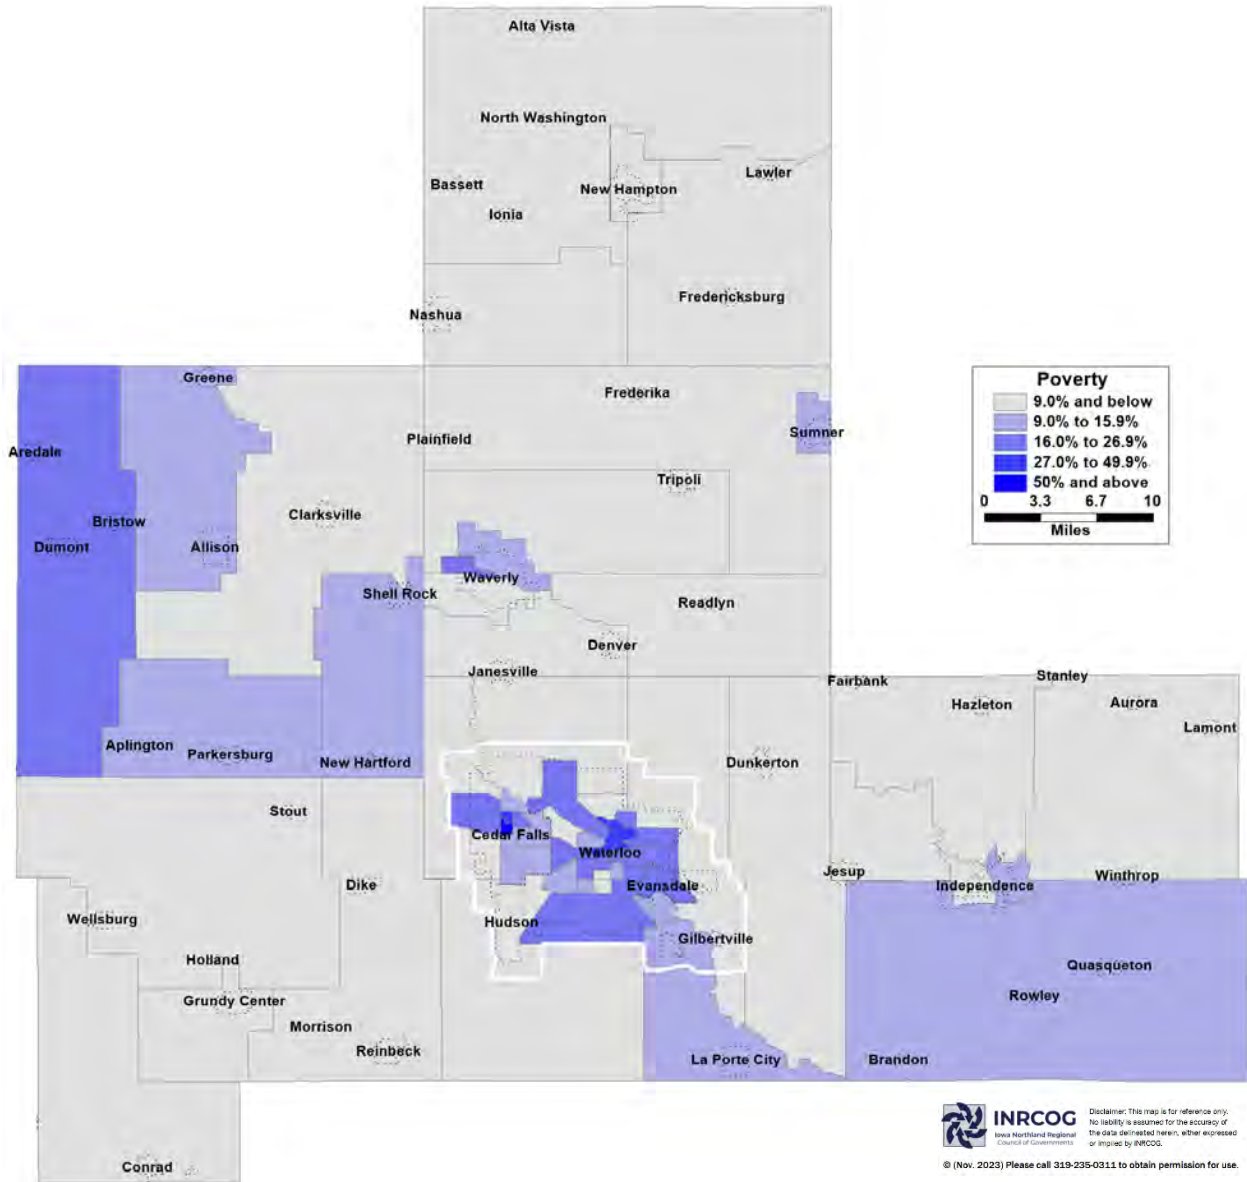 Alta Vista
North Washington
Bassett
New Hampton
Lawler
Ionia
Fredericksburg
Nashua
Greene
Frederika
Poverty
9.0% and below
9.0% to 15.9%
16.0% to 26.9%
27.0% to 49.9%
50% and above
0 3.3 6.7 10
Miles
Sumner
Plainfield
Aredale
Tripoli
Clarksville
Bristow
Dumont
Allison
Waverly
Shell Rock
Readlyn
Denver
Janesville
Fairbank
Stanley
Hazleton
Aurora
Lamont
Aplington
Parkersburg
New Hartford
Dunkerton
Stout
Cedar Falls
Waterloo
Jesup
Winthrop
Dike
Evansdale
Independence
Wellsburg
Hudson
Gilbertville
Holland
Quasqueton
Grundy Center
Rowley
Morrison
Reinbeck
La Porte City
Brandon
Conrad
INRCOG
Iowa Northland Regional
Council of Governments
Disclaimer: This map is for reference only.
No liability is assumed for the accuracy of
the data delineated herein, either expressed
or implied by INRCOG.
© (Nov. 2023) Please call 319-235-0311 to obtain permission for use.